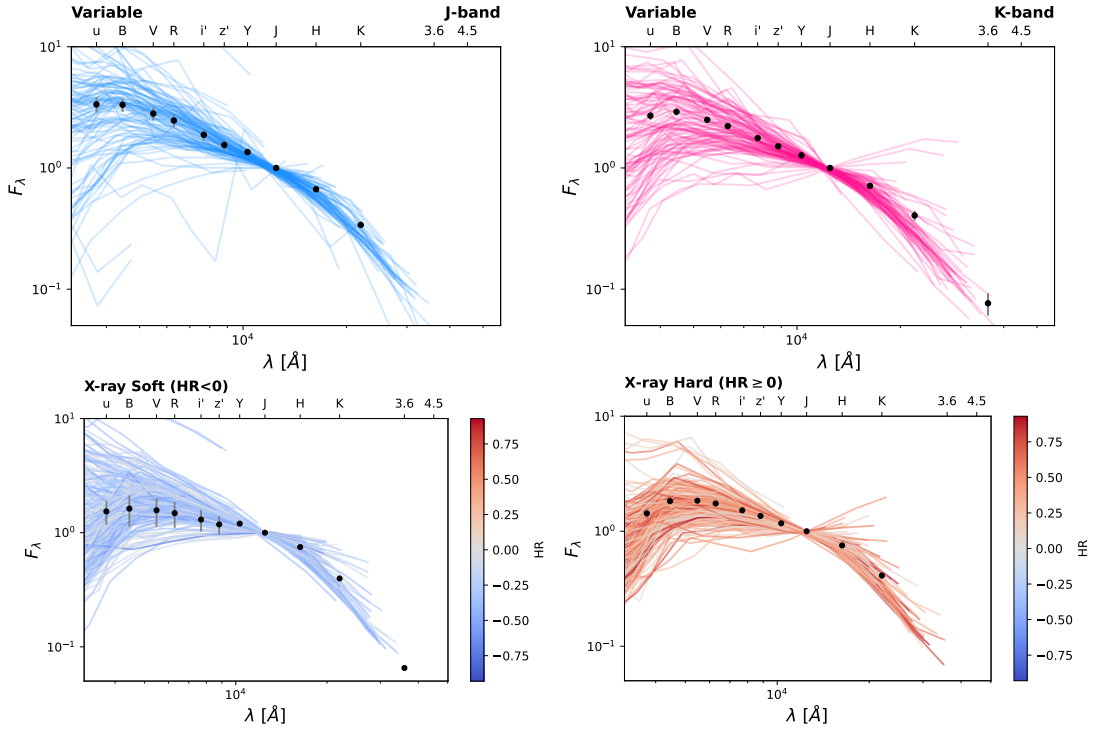 Variable J-band
u B V R i' z' Y J H K 3.6 4.5
10¹
10⁰
10⁻¹
F_λ
10⁴
λ [Å]
Variable K-band
u B V R i' z' Y J H K 3.6 4.5
10¹
10⁰
10⁻¹
F_λ
10⁴
λ [Å]
X-ray Soft (HR<0)
u B V R i' z' Y J H K 3.6 4.5
10¹
10⁰
10⁻¹
F_λ
10⁴
λ [Å]
0.75
0.50
0.25
0.00
−0.25
−0.50
−0.75
HR
X-ray Hard (HR ≥ 0)
u B V R i' z' Y J H K 3.6 4.5
10¹
10⁰
10⁻¹
F_λ
10⁴
λ [Å]
0.75
0.50
0.25
0.00
−0.25
−0.50
−0.75
HR